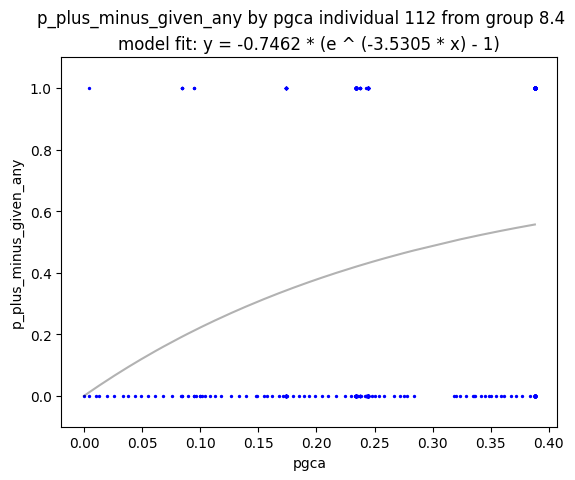 p_plus_minus_given_any by pgca individual 112 from group 8.4
model fit: y = -0.7462 * (e ^ (-3.5305 * x) - 1)
1.0
0.8
0.6
0.4
0.2
0.0
p_plus_minus_given_any
0.00 0.05 0.10 0.15 0.20 0.25 0.30 0.35 0.40
pgca